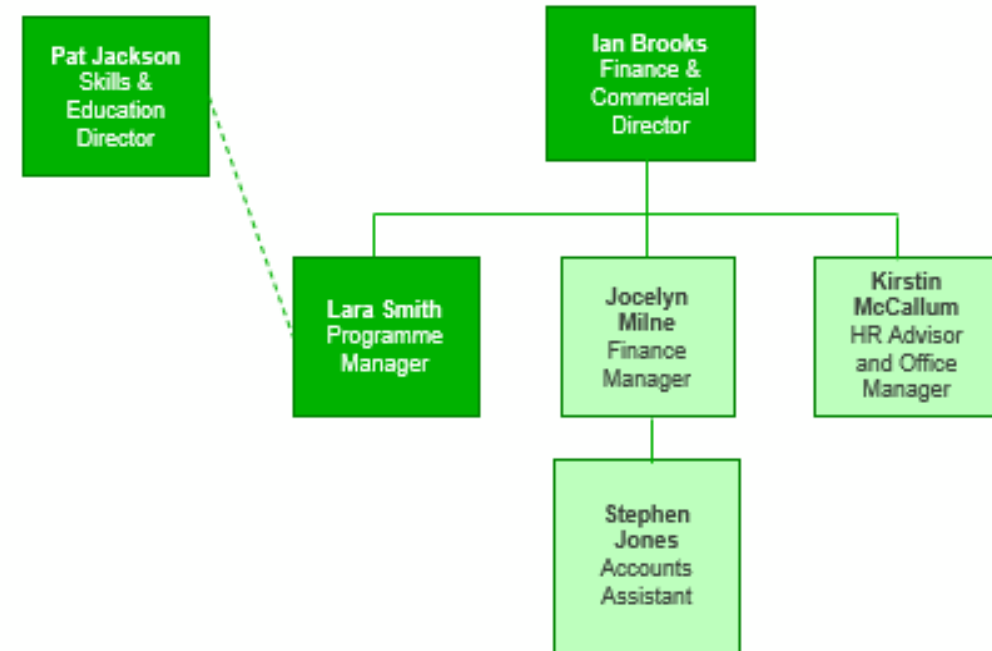 Pat Jackson
Skills &
Education
Director
Ian Brooks
Finance &
Commercial
Director
Lara Smith
Programme
Manager
Jocelyn
Milne
Finance
Manager
Kirstin
McCallum
HR Advisor
and Office
Manager
Stephen
Jones
Accounts
Assistant